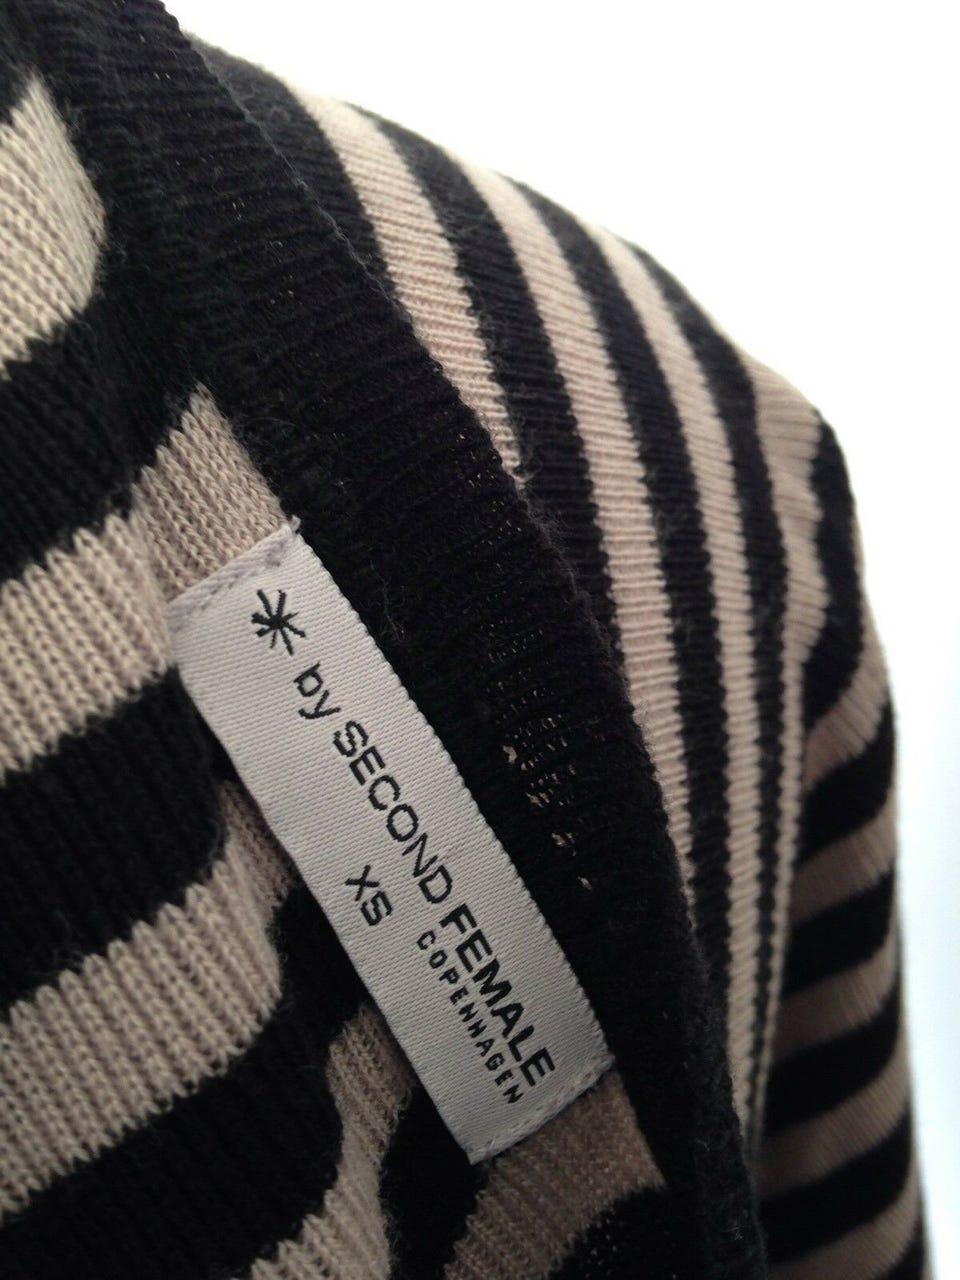 * by SECOND FEMALE
COPENHAGEN
XS